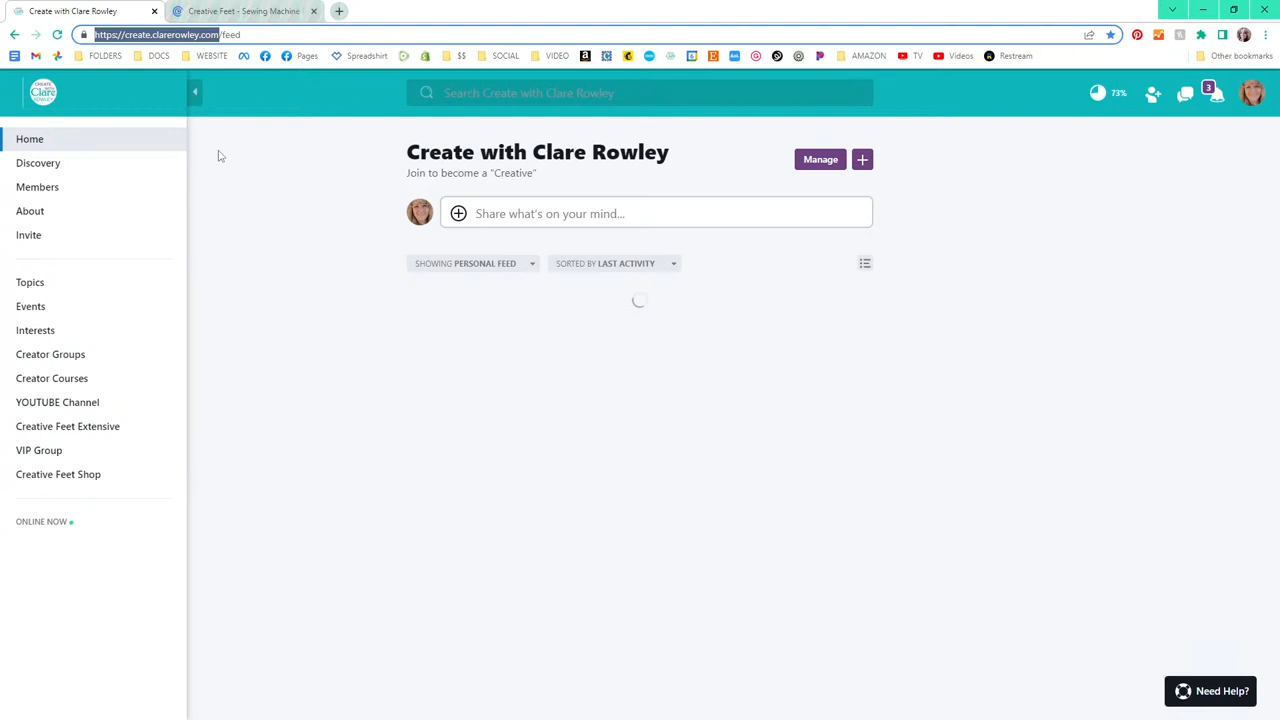 Create with Clare Rowley
Creative Feet - Sewing Machine
https://create.clarerowley.com/feed
FOLDERS DOCS WEBSITE Pages Spreadshirt $$ SOCIAL VIDEO AMAZON TV Videos Restream Other bookmarks
CREATE WITH Clare ROWLEY
Search Create with Clare Rowley
73%
3
Home
Discovery
Members
About
Invite
Topics
Events
Interests
Creator Groups
Creator Courses
YOUTUBE Channel
Creative Feet Extensive
VIP Group
Creative Feet Shop
ONLINE NOW
Create with Clare Rowley
Join to become a "Creative"
Manage
Share what's on your mind...
SHOWING PERSONAL FEED
SORTED BY LAST ACTIVITY
Need Help?